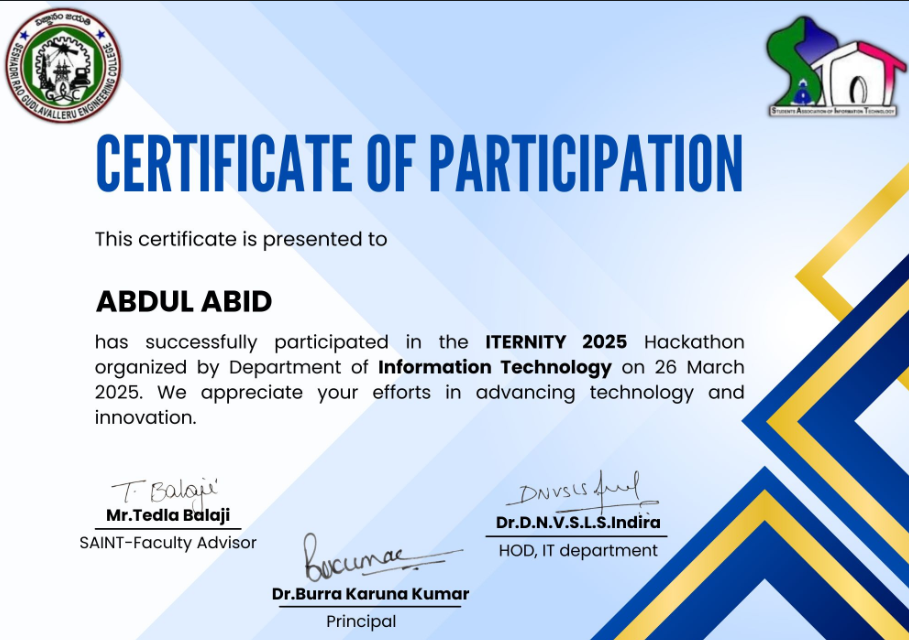 విజ్ఞానం జయతి
SESHADRI RAO GUDLAVALLERU ENGINEERING COLLEGE
STUDENTS ASSOCIATION OF INFORMATION TECHNOLOGY
CERTIFICATE OF PARTICIPATION
This certificate is presented to
ABDUL ABID
has successfully participated in the ITERNITY 2025 Hackathon
organized by Department of Information Technology on 26 March
2025. We appreciate your efforts in advancing technology and
innovation.
T. Balaji
Mr.Tedla Balaji
SAINT-Faculty Advisor
DNVSLS
Dr.D.N.V.S.L.S.Indira
HOD, IT department
Dr.Burra Karuna Kumar
Principal